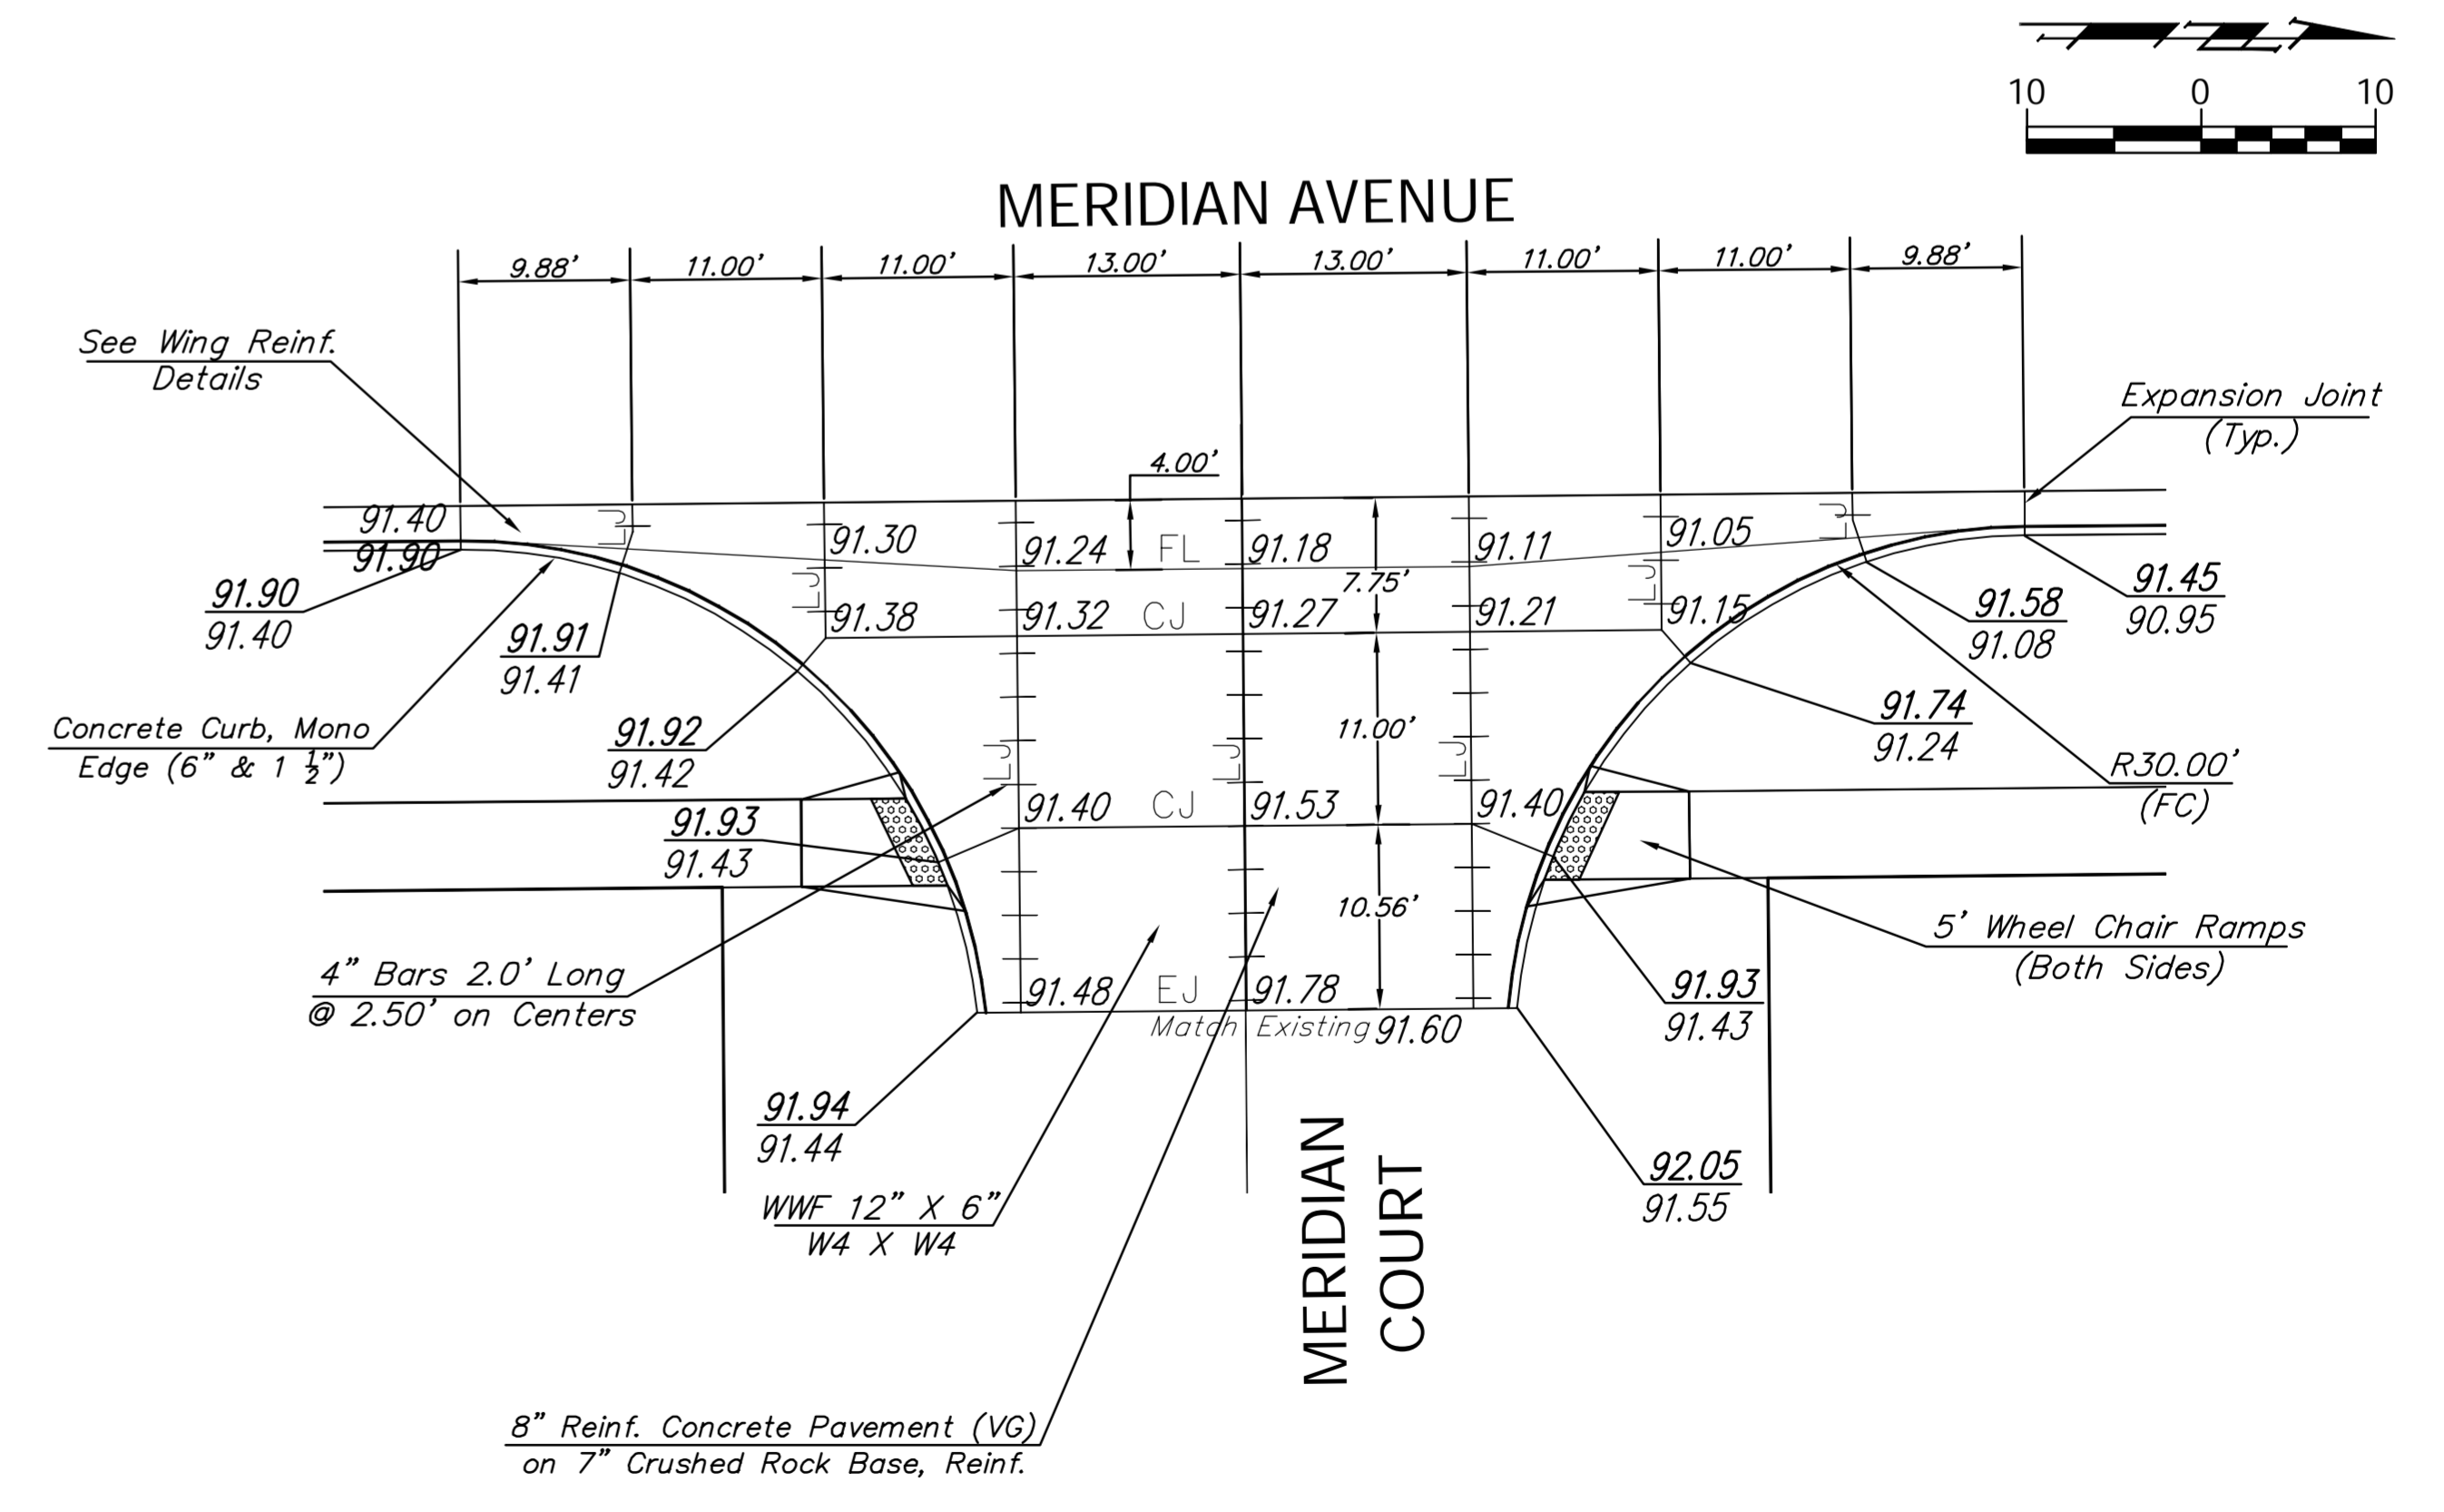 10 0 10
MERIDIAN AVENUE
9.88' 11.00' 11.00' 13.00' 13.00' 11.00' 11.00' 9.88'
See Wing Reinf.
Details
Expansion Joint
(Typ.)
4.00'
91.40
91.90
LJ
91.30
91.24
FL
91.18
91.11
91.05
LJ
7.75'
91.90
91.40
91.91
91.41
LJ
91.38
91.32
CJ
91.27
91.21
LJ
91.15
91.58
91.08
91.45
90.95
Concrete Curb, Mono
Edge (6" & 1 1/2")
91.92
91.42
LJ
LJ
11.00'
LJ
91.74
91.24
R30.00'
(FC)
91.93
91.43
91.40
CJ
91.53
91.40
10.56'
5' Wheel Chair Ramps
(Both Sides)
4" Bars 2.0' Long
@ 2.50' on Centers
91.48
EJ
91.78
Match Existing
91.60
91.93
91.43
91.94
91.44
92.05
91.55
WWF 12" X 6"
W4 X W4
MERIDIAN
COURT
8" Reinf. Concrete Pavement (VG)
on 7" Crushed Rock Base, Reinf.